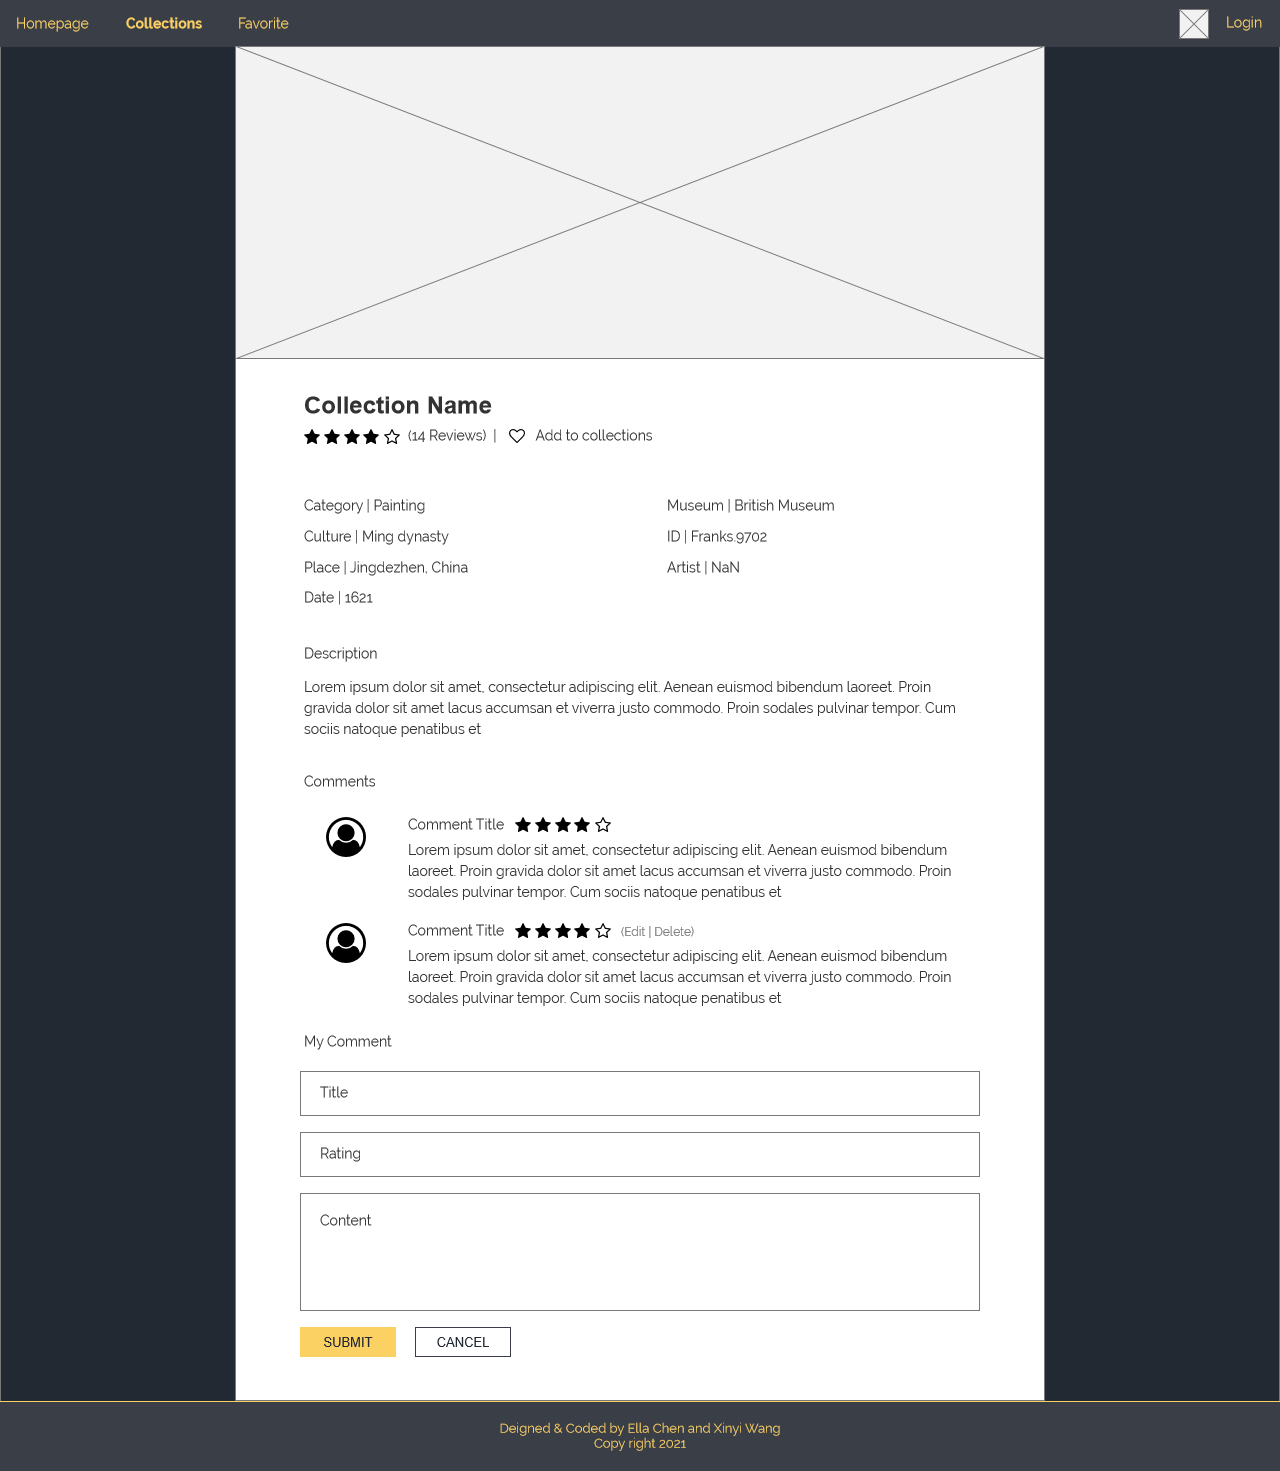 Homepage Collections Favorite Login
Collection Name
(14 Reviews) | Add to collections
Category | Painting Museum | British Museum
Culture | Ming dynasty ID | Franks.9702
Place | Jingdezhen, China Artist | NaN
Date | 1621
Description
Lorem ipsum dolor sit amet, consectetur adipiscing elit. Aenean euismod bibendum laoreet. Proin
gravida dolor sit amet lacus accumsan et viverra justo commodo. Proin sodales pulvinar tempor. Cum
sociis natoque penatibus et
Comments
Comment Title
Lorem ipsum dolor sit amet, consectetur adipiscing elit. Aenean euismod bibendum
laoreet. Proin gravida dolor sit amet lacus accumsan et viverra justo commodo. Proin
sodales pulvinar tempor. Cum sociis natoque penatibus et
Comment Title (Edit | Delete)
Lorem ipsum dolor sit amet, consectetur adipiscing elit. Aenean euismod bibendum
laoreet. Proin gravida dolor sit amet lacus accumsan et viverra justo commodo. Proin
sodales pulvinar tempor. Cum sociis natoque penatibus et
My Comment
Title
Rating
Content
SUBMIT CANCEL
Deigned & Coded by Ella Chen and Xinyi Wang
Copy right 2021